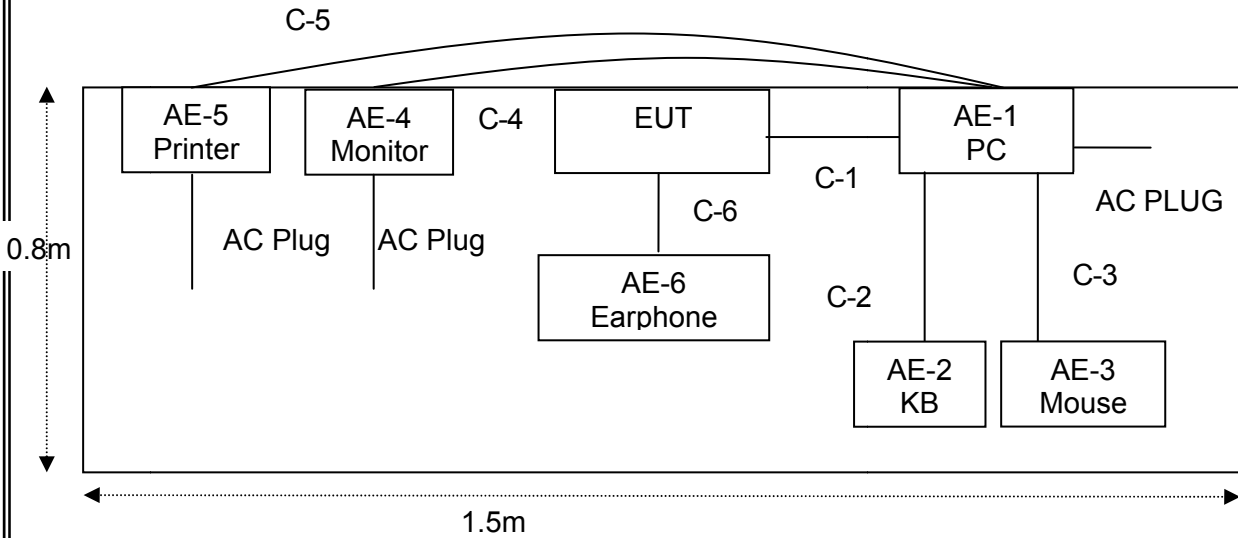 C-5
AE-5
Printer
AE-4
Monitor
C-4
EUT
AE-1
PC
C-1
AC PLUG
C-6
0.8m
AC Plug
AC Plug
AE-6
Earphone
C-2
C-3
AE-2
KB
AE-3
Mouse
1.5m